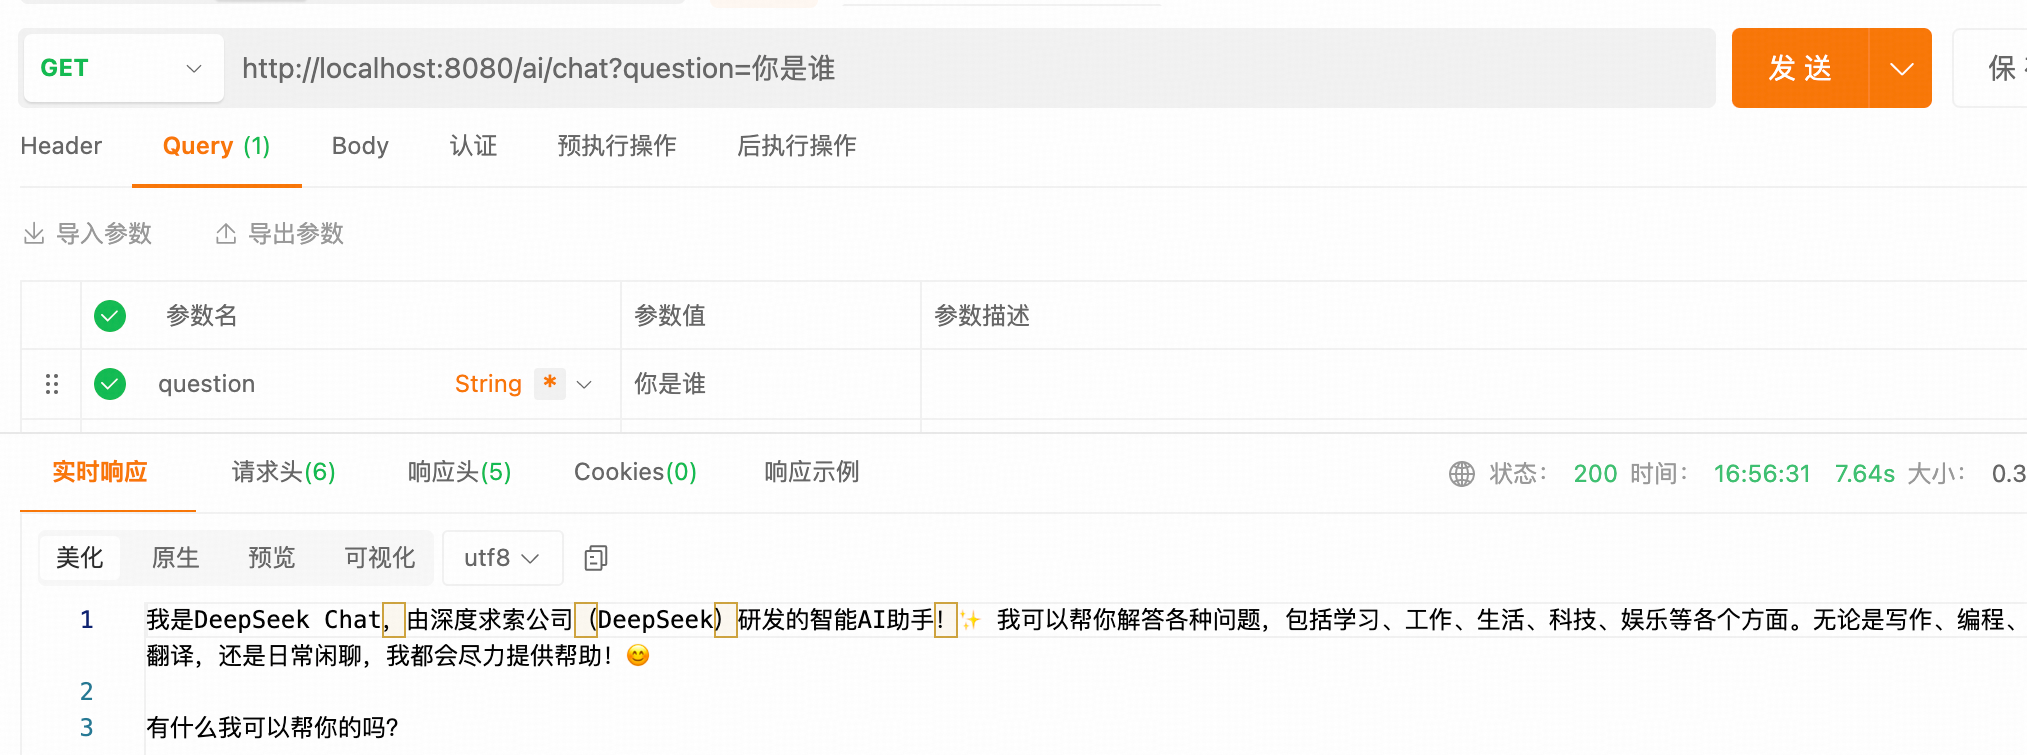 GET http://localhost:8080/ai/chat?question=你是谁 发 送
Header Query (1) Body 认证 预执行操作 后执行操作
导入参数 导出参数
参数名 参数值 参数描述
question String * 你是谁
实时响应 请求头(6) 响应头(5) Cookies(0) 响应示例 状态： 200 时间： 16:56:31 7.64s 大小： 0.3
美化 原生 预览 可视化 utf8
1 我是DeepSeek Chat，由深度求索公司（DeepSeek）研发的智能AI助手！✨ 我可以帮你解答各种问题，包括学习、工作、生活、科技、娱乐等各个方面。无论是写作、编程、
翻译，还是日常闲聊，我都会尽力提供帮助！😊
2
3 有什么我可以帮你的吗？